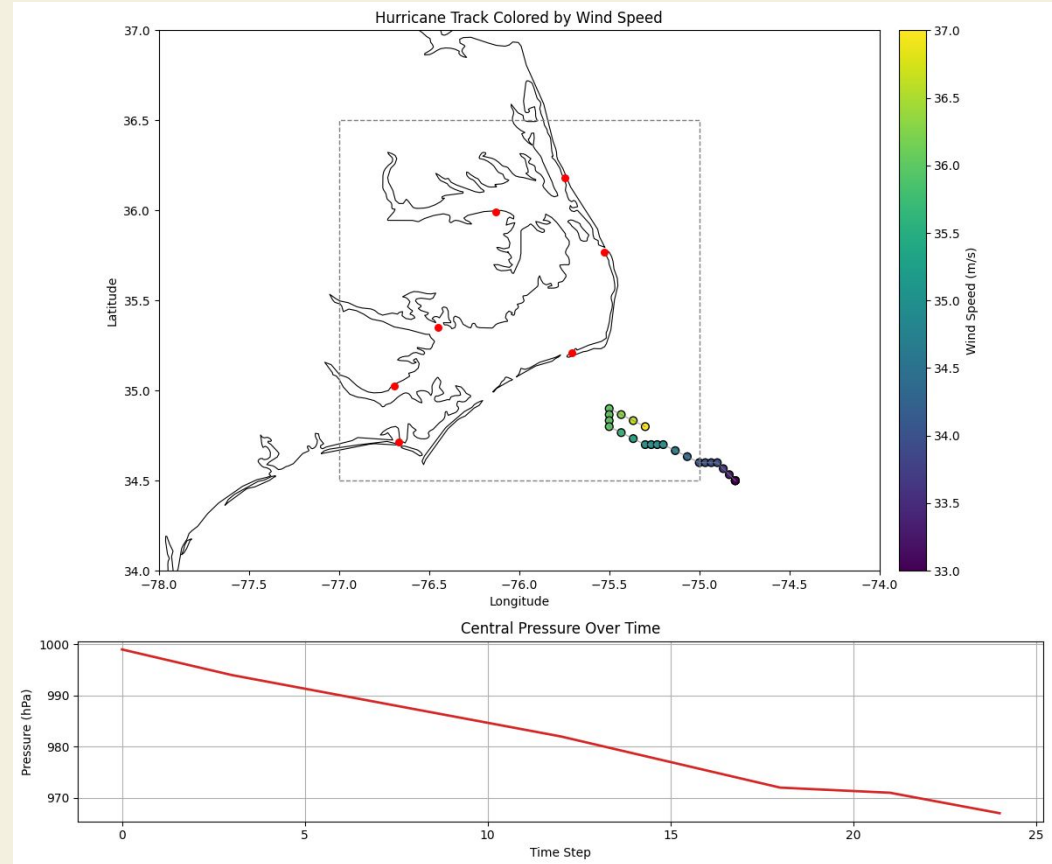 Hurricane Track Colored by Wind Speed
37.0
36.5
36.0
35.5
35.0
34.5
34.0
Latitude
−78.0 −77.5 −77.0 −76.5 −76.0 −75.5 −75.0 −74.5 −74.0
Longitude
37.0
36.5
36.0
35.5
35.0
34.5
34.0
33.5
33.0
Wind Speed (m/s)
Central Pressure Over Time
1000
990
980
970
Pressure (hPa)
0 5 10 15 20 25
Time Step